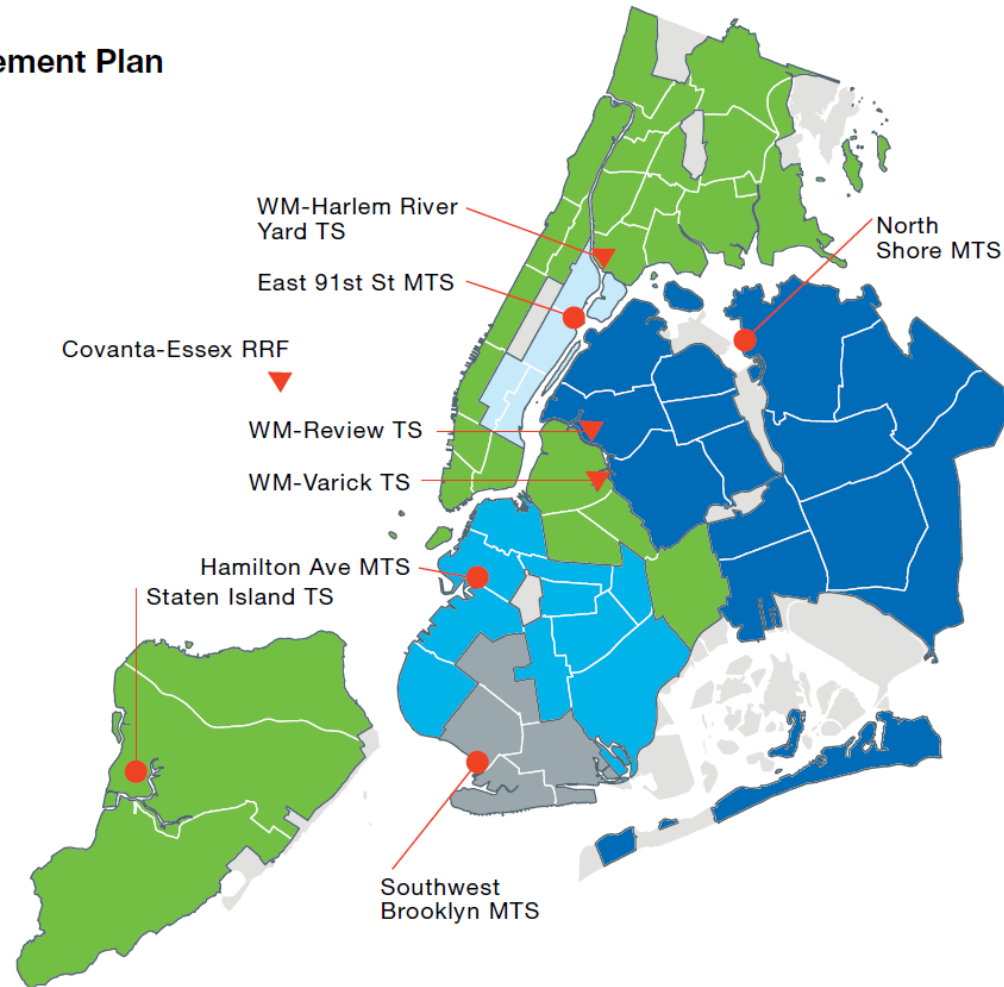 ement Plan
WM-Harlem River
Yard TS
East 91st St MTS
North
Shore MTS
Covanta-Essex RRF
WM-Review TS
WM-Varick TS
Hamilton Ave MTS
Staten Island TS
Southwest
Brooklyn MTS